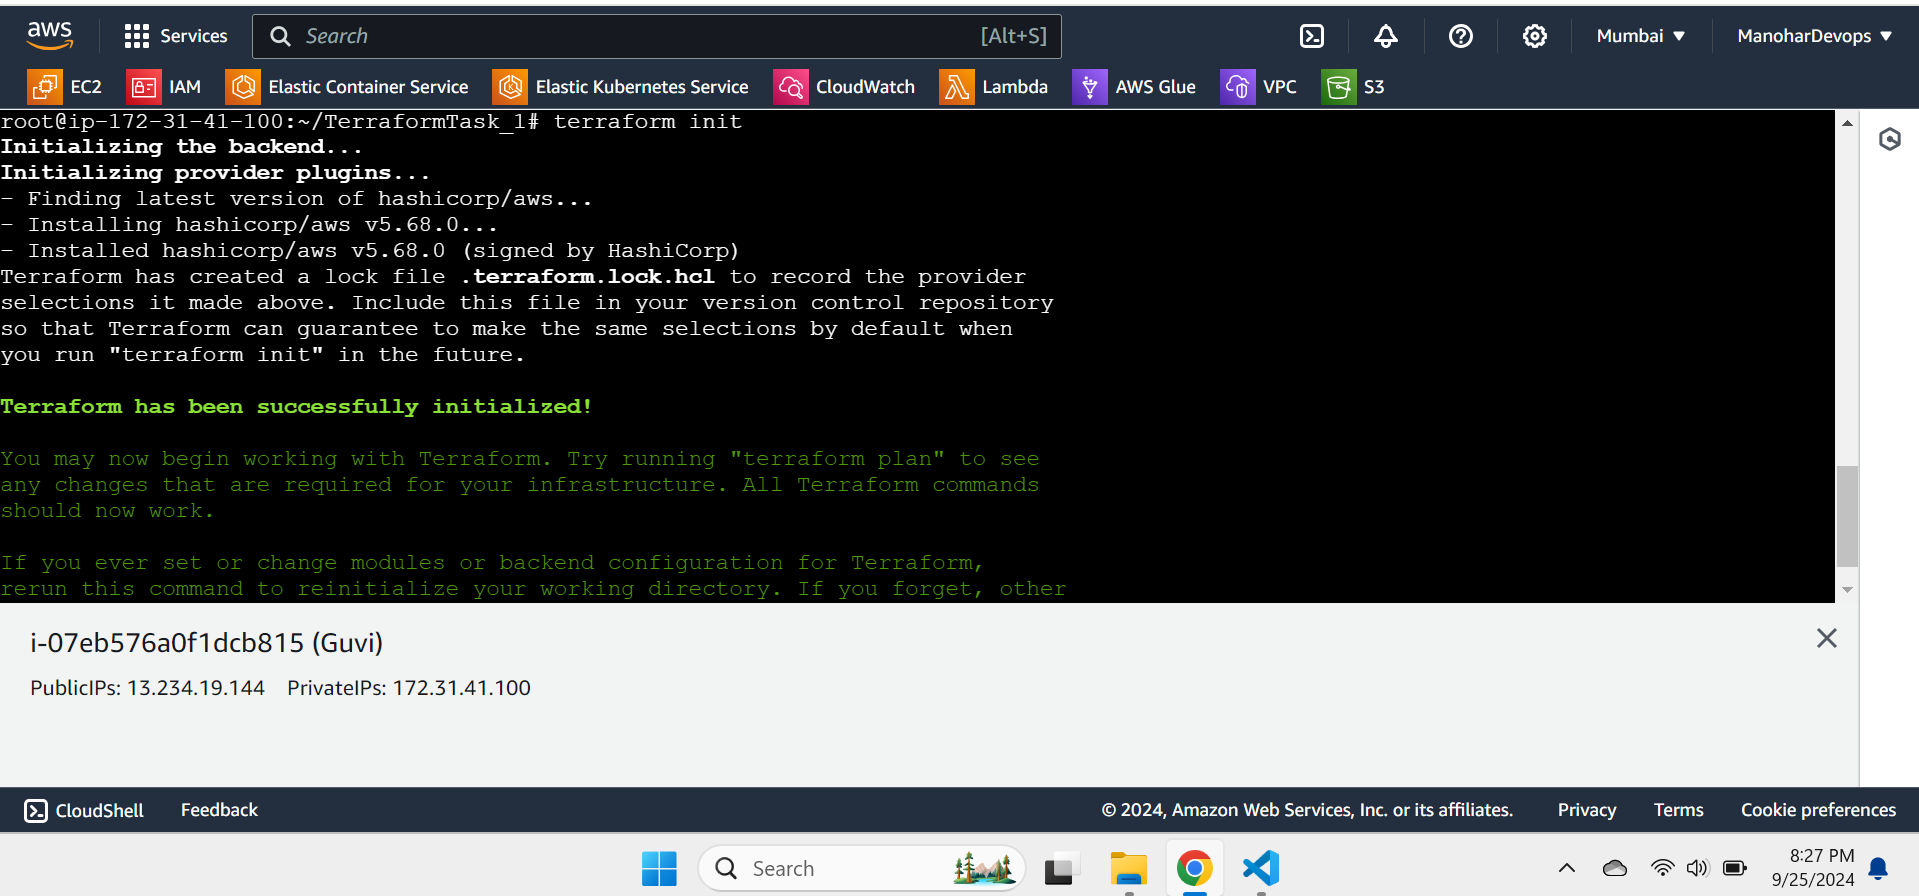 aws Services Search [Alt+S] Mumbai ▼ ManoharDevops ▼
EC2 IAM Elastic Container Service Elastic Kubernetes Service CloudWatch Lambda AWS Glue VPC S3
root@ip-172-31-41-100:~/TerraformTask_1# terraform init
Initializing the backend...
Initializing provider plugins...
- Finding latest version of hashicorp/aws...
- Installing hashicorp/aws v5.68.0...
- Installed hashicorp/aws v5.68.0 (signed by HashiCorp)
Terraform has created a lock file .terraform.lock.hcl to record the provider
selections it made above. Include this file in your version control repository
so that Terraform can guarantee to make the same selections by default when
you run "terraform init" in the future.
Terraform has been successfully initialized!
You may now begin working with Terraform. Try running "terraform plan" to see
any changes that are required for your infrastructure. All Terraform commands
should now work.
If you ever set or change modules or backend configuration for Terraform,
rerun this command to reinitialize your working directory. If you forget, other
i-07eb576a0f1dcb815 (Guvi)
PublicIPs: 13.234.19.144 PrivateIPs: 172.31.41.100
CloudShell Feedback © 2024, Amazon Web Services, Inc. or its affiliates. Privacy Terms Cookie preferences
Search 8:27 PM
9/25/2024